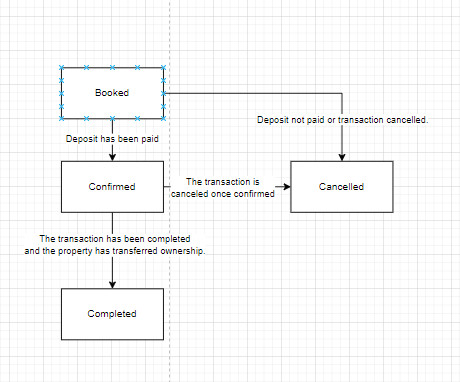 Booked
Deposit not paid or transaction cancelled.
Deposit has been paid
Confirmed
The transaction is
canceled once confirmed
Cancelled
The transaction has been completed
and the property has transferred ownership.
Completed